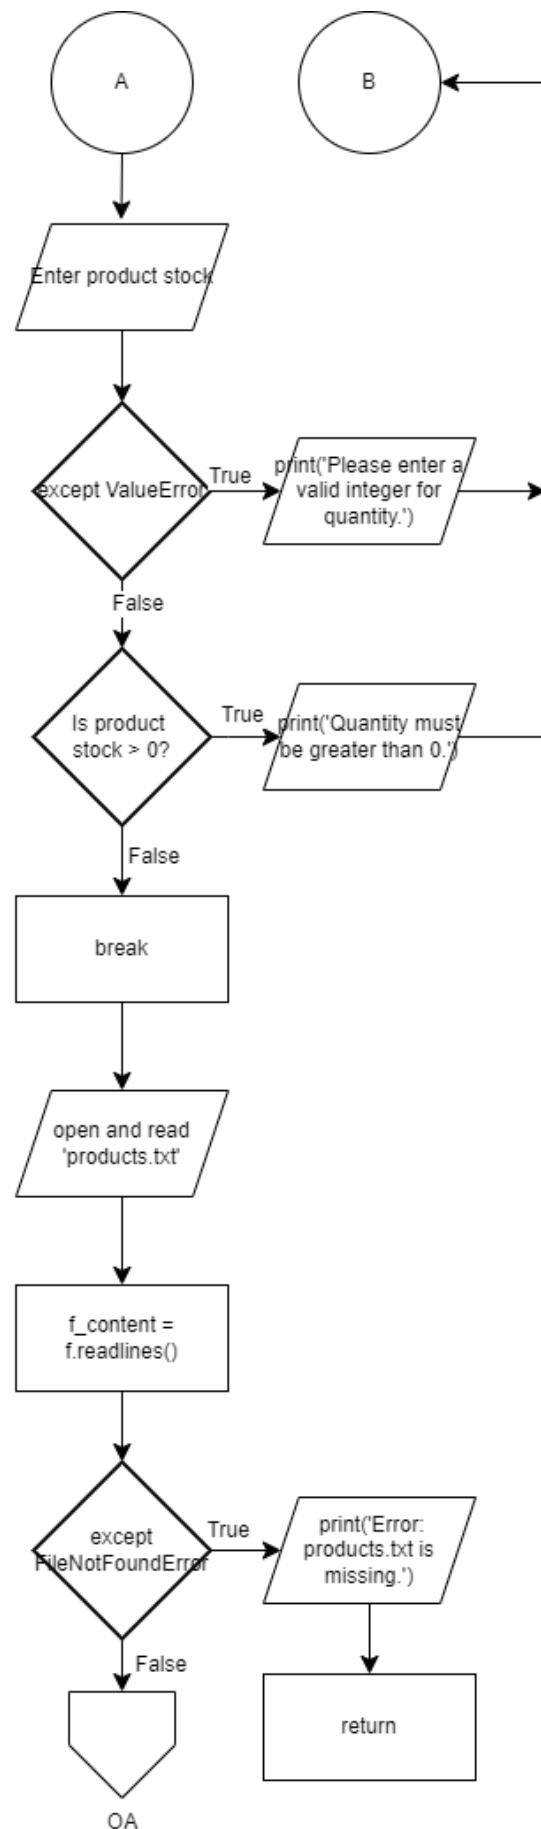 A
B
Enter product stock
except ValueError
True
print('Please enter a
valid integer for
quantity.')
False
Is product
stock > 0?
True
print('Quantity must
be greater than 0.')
False
break
open and read
'products.txt'
f_content =
f.readlines()
except
FileNotFoundError
True
print('Error:
products.txt is
missing.')
False
return
OA